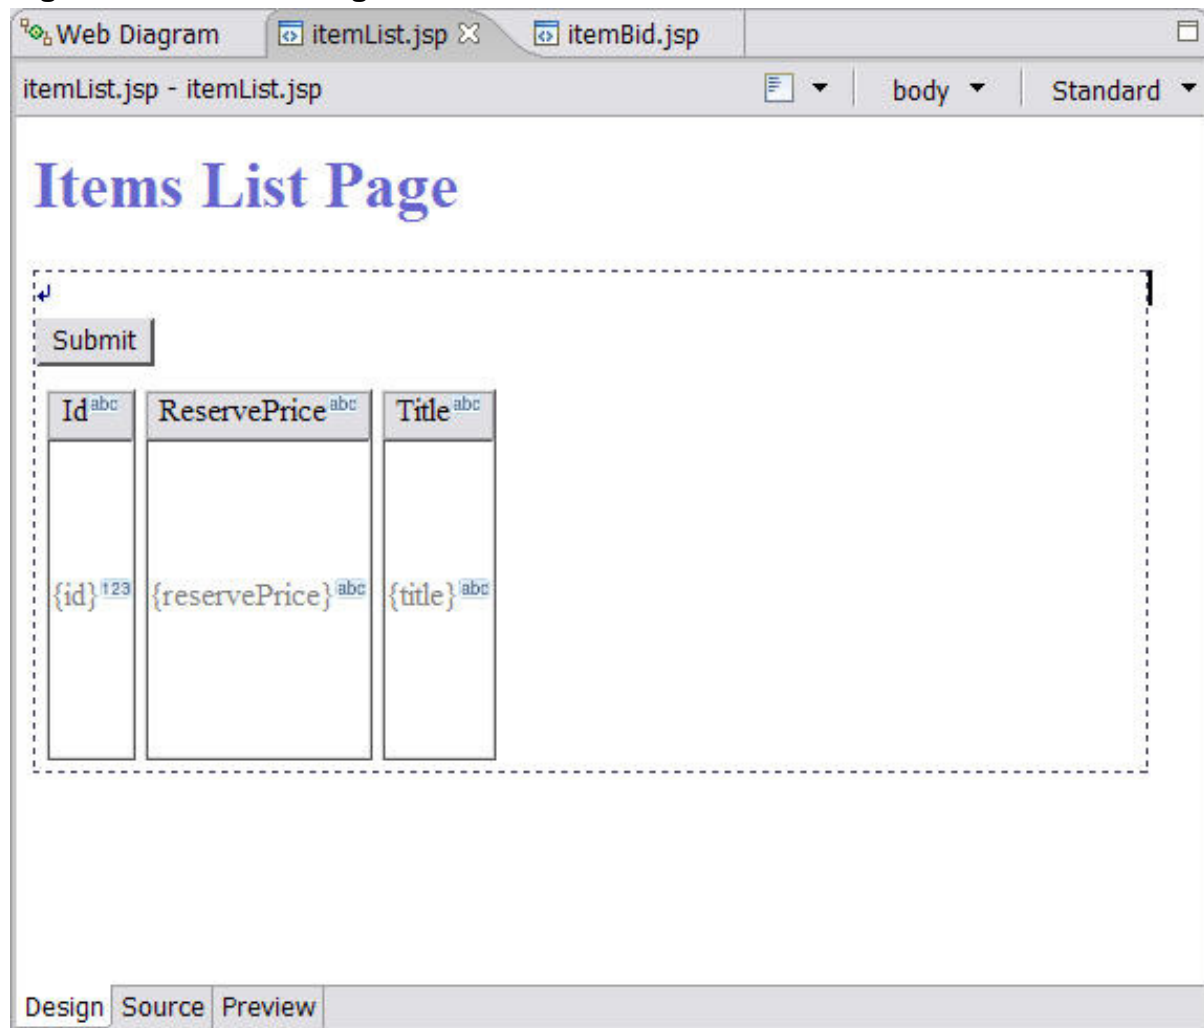 Web Diagram itemList.jsp itemBid.jsp
itemList.jsp - itemList.jsp body Standard
Items List Page
Submit
Id abc ReservePrice abc Title abc
{id} 123 {reservePrice} abc {title} abc
Design Source Preview